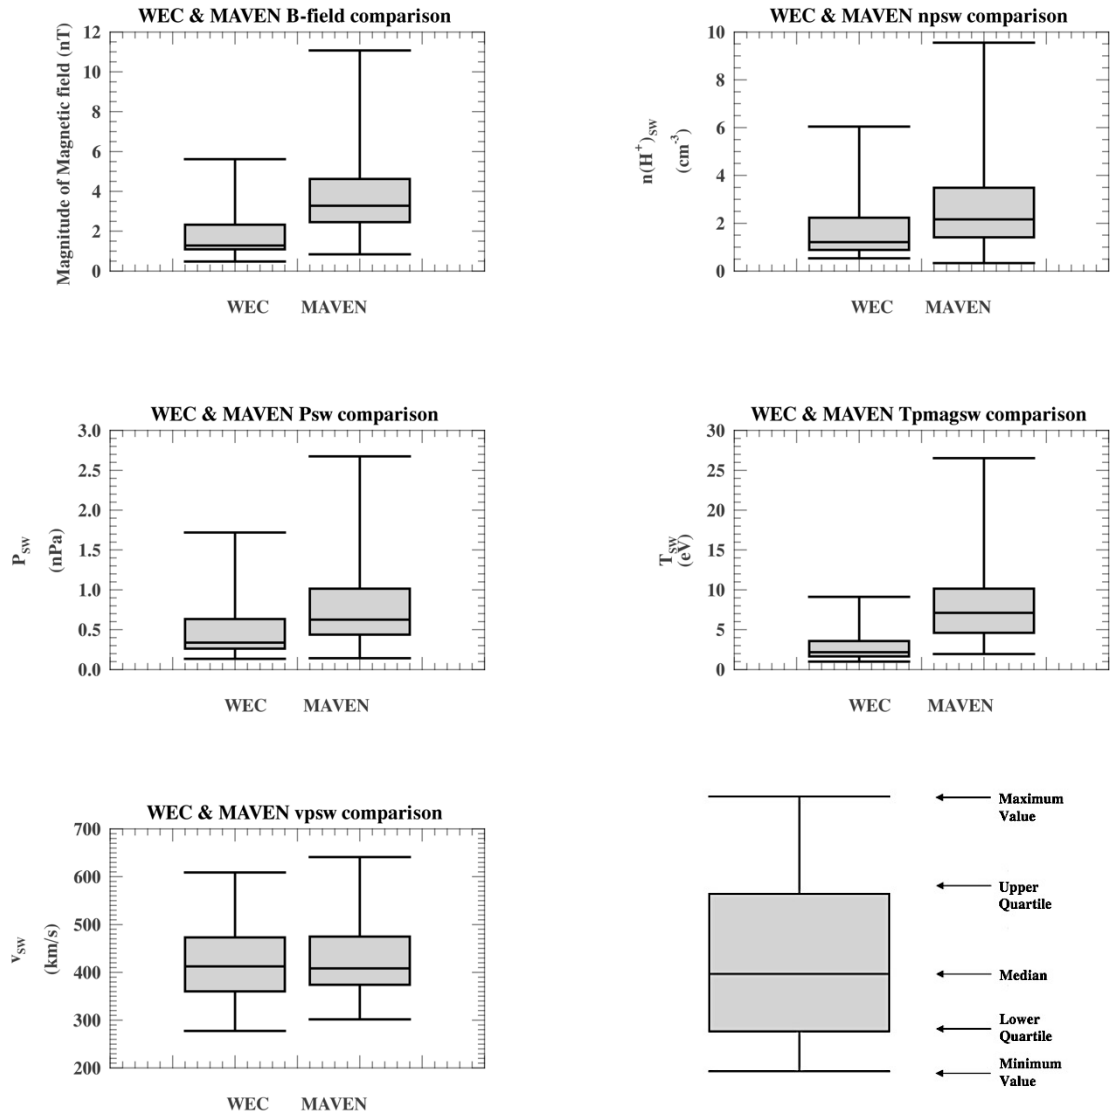 WEC & MAVEN B-field comparison
Magnitude of Magnetic field (nT)
12
10
8
6
4
2
0
WEC MAVEN
WEC & MAVEN npsw comparison
n(H+)SW
(cm-3)
10
8
6
4
2
0
WEC MAVEN
WEC & MAVEN Psw comparison
PSW
(nPa)
3.0
2.5
2.0
1.5
1.0
0.5
0.0
WEC MAVEN
WEC & MAVEN Tpmagsw comparison
TSW
(eV)
30
25
20
15
10
5
0
WEC MAVEN
WEC & MAVEN vpsw comparison
vSW
(km/s)
700
600
500
400
300
200
WEC MAVEN
Maximum
Value
Upper
Quartile
Median
Lower
Quartile
Minimum
Value